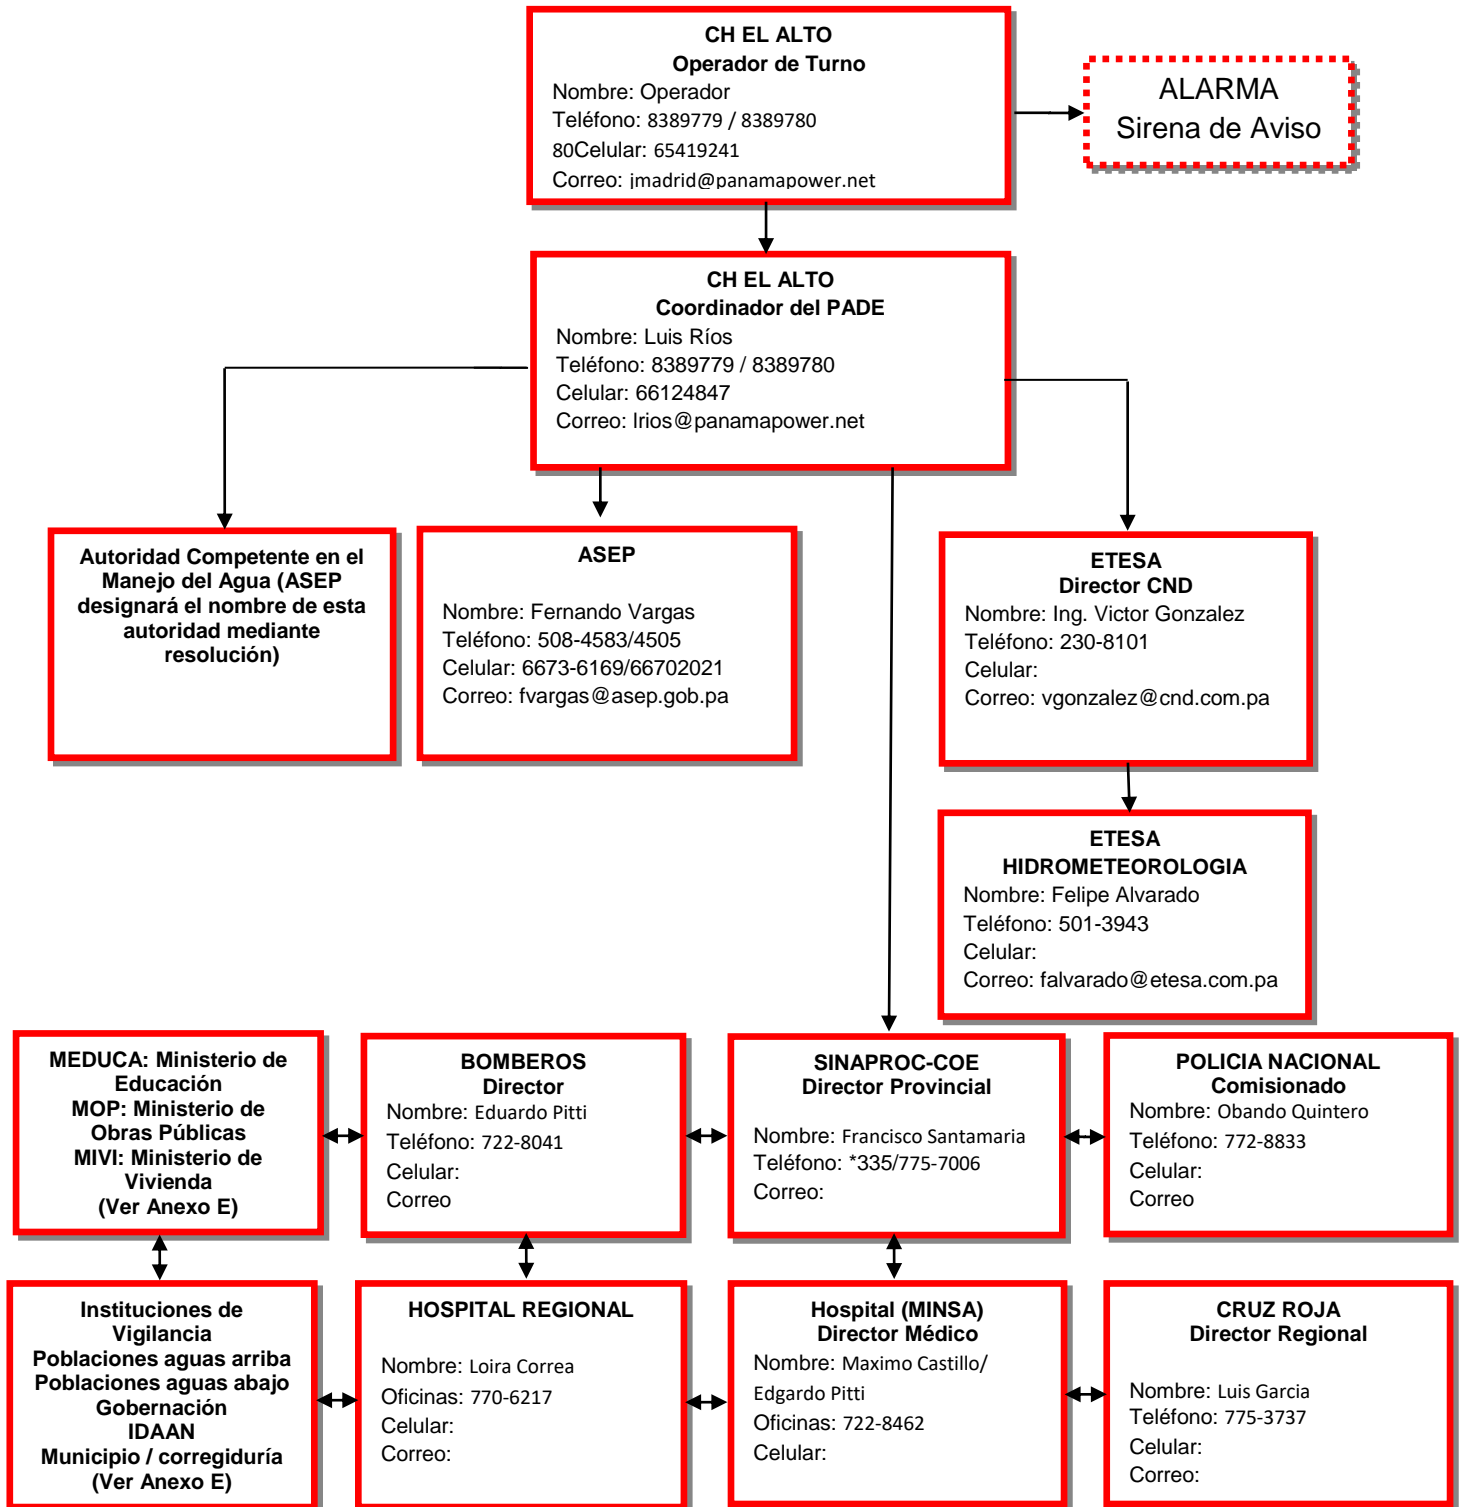 CH EL ALTO
Operador de Turno
Nombre: Operador
Teléfono: 8389779 / 8389780
80Celular: 65419241
Correo: jmadrid@panamapower.net
ALARMA
Sirena de Aviso
CH EL ALTO
Coordinador del PADE
Nombre: Luis Ríos
Teléfono: 8389779 / 8389780
Celular: 66124847
Correo: lrios@panamapower.net
Autoridad Competente en el
Manejo del Agua (ASEP
designará el nombre de esta
autoridad mediante
resolución)
ASEP
Nombre: Fernando Vargas
Teléfono: 508-4583/4505
Celular: 6673-6169/66702021
Correo: fvargas@asep.gob.pa
ETESA
Director CND
Nombre: Ing. Victor Gonzalez
Teléfono: 230-8101
Celular:
Correo: vgonzalez@cnd.com.pa
ETESA
HIDROMETEOROLOGIA
Nombre: Felipe Alvarado
Teléfono: 501-3943
Celular:
Correo: falvarado@etesa.com.pa
MEDUCA: Ministerio de
Educación
MOP: Ministerio de
Obras Públicas
MIVI: Ministerio de
Vivienda
(Ver Anexo E)
BOMBEROS
Director
Nombre: Eduardo Pitti
Teléfono: 722-8041
Celular:
Correo
SINAPROC-COE
Director Provincial
Nombre: Francisco Santamaria
Teléfono: *335/775-7006
Correo:
POLICIA NACIONAL
Comisionado
Nombre: Obando Quintero
Teléfono: 772-8833
Celular:
Correo
Instituciones de
Vigilancia
Poblaciones aguas arriba
Poblaciones aguas abajo
Gobernación
IDAAN
Municipio / corregiduría
(Ver Anexo E)
HOSPITAL REGIONAL
Nombre: Loira Correa
Oficinas: 770-6217
Celular:
Correo:
Hospital (MINSA)
Director Médico
Nombre: Maximo Castillo/
Edgardo Pitti
Oficinas: 722-8462
Celular:
CRUZ ROJA
Director Regional
Nombre: Luis Garcia
Teléfono: 775-3737
Celular:
Correo: